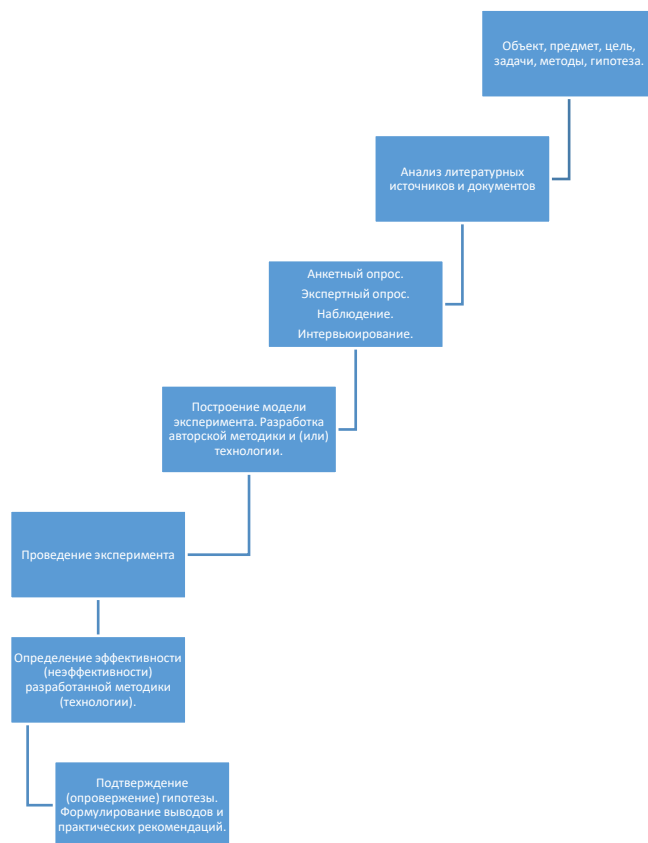 Объект, предмет, цель,
задачи, методы, гипотеза.
Анализ литературных
источников и документов
Анкетный опрос.
Экспертный опрос.
Наблюдение.
Интервьюирование.
Построение модели
эксперимента. Разработка
авторской методики и (или)
технологии.
Проведение эксперимента
Определение эффективности
(неэффективности)
разработанной методики
(технологии).
Подтверждение
(опровержение) гипотезы.
Формулирование выводов и
практических рекомендаций.